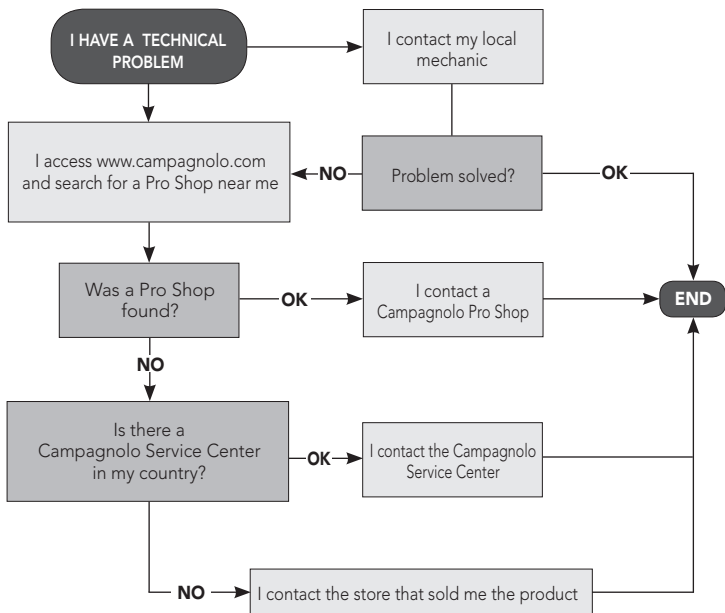 I HAVE A TECHNICAL
PROBLEM
I contact my local
mechanic
I access www.campagnolo.com
and search for a Pro Shop near me
NO
Problem solved?
OK
Was a Pro Shop
found?
OK
I contact a
Campagnolo Pro Shop
END
NO
Is there a
Campagnolo Service Center
in my country?
OK
I contact the Campagnolo
Service Center
NO
I contact the store that sold me the product